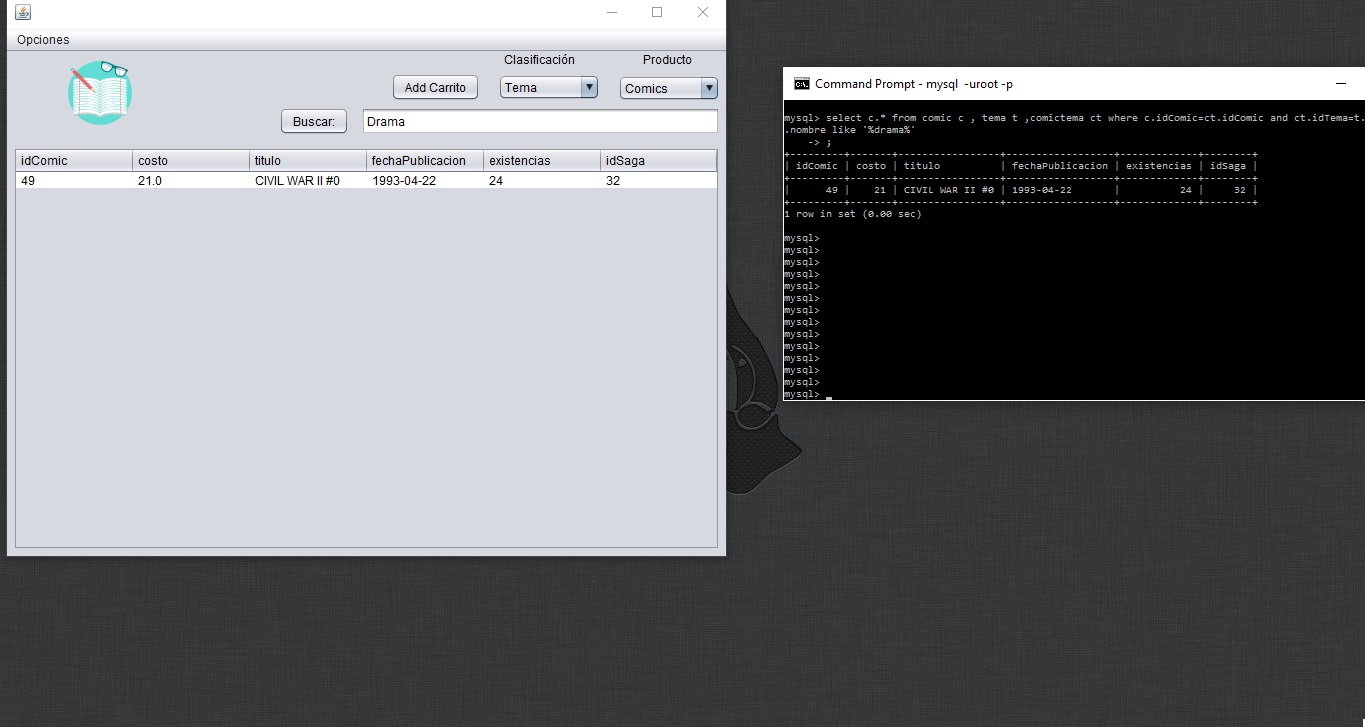 Opciones
Clasificación
Producto
Add Carrito
Tema
Comics
Buscar:
Drama
idComic costo titulo fechaPublicacion existencias idSaga
49 21.0 CIVIL WAR II #0 1993-04-22 24 32
Command Prompt - mysql -uroot -p
mysql> select c.* from comic c , tema t ,comictema ct where c.idComic=ct.idComic and ct.idTema=t.
.nombre like '%drama%'
-> ;
+---------+-------+-----------------+------------------+-------------+--------+
| idComic | costo | titulo | fechaPublicacion | existencias | idSaga |
+---------+-------+-----------------+------------------+-------------+--------+
| 49 | 21 | CIVIL WAR II #0 | 1993-04-22 | 24 | 32 |
+---------+-------+-----------------+------------------+-------------+--------+
1 row in set (0.00 sec)
mysql>
mysql>
mysql>
mysql>
mysql>
mysql>
mysql>
mysql>
mysql>
mysql>
mysql>
mysql>
mysql>
mysql>